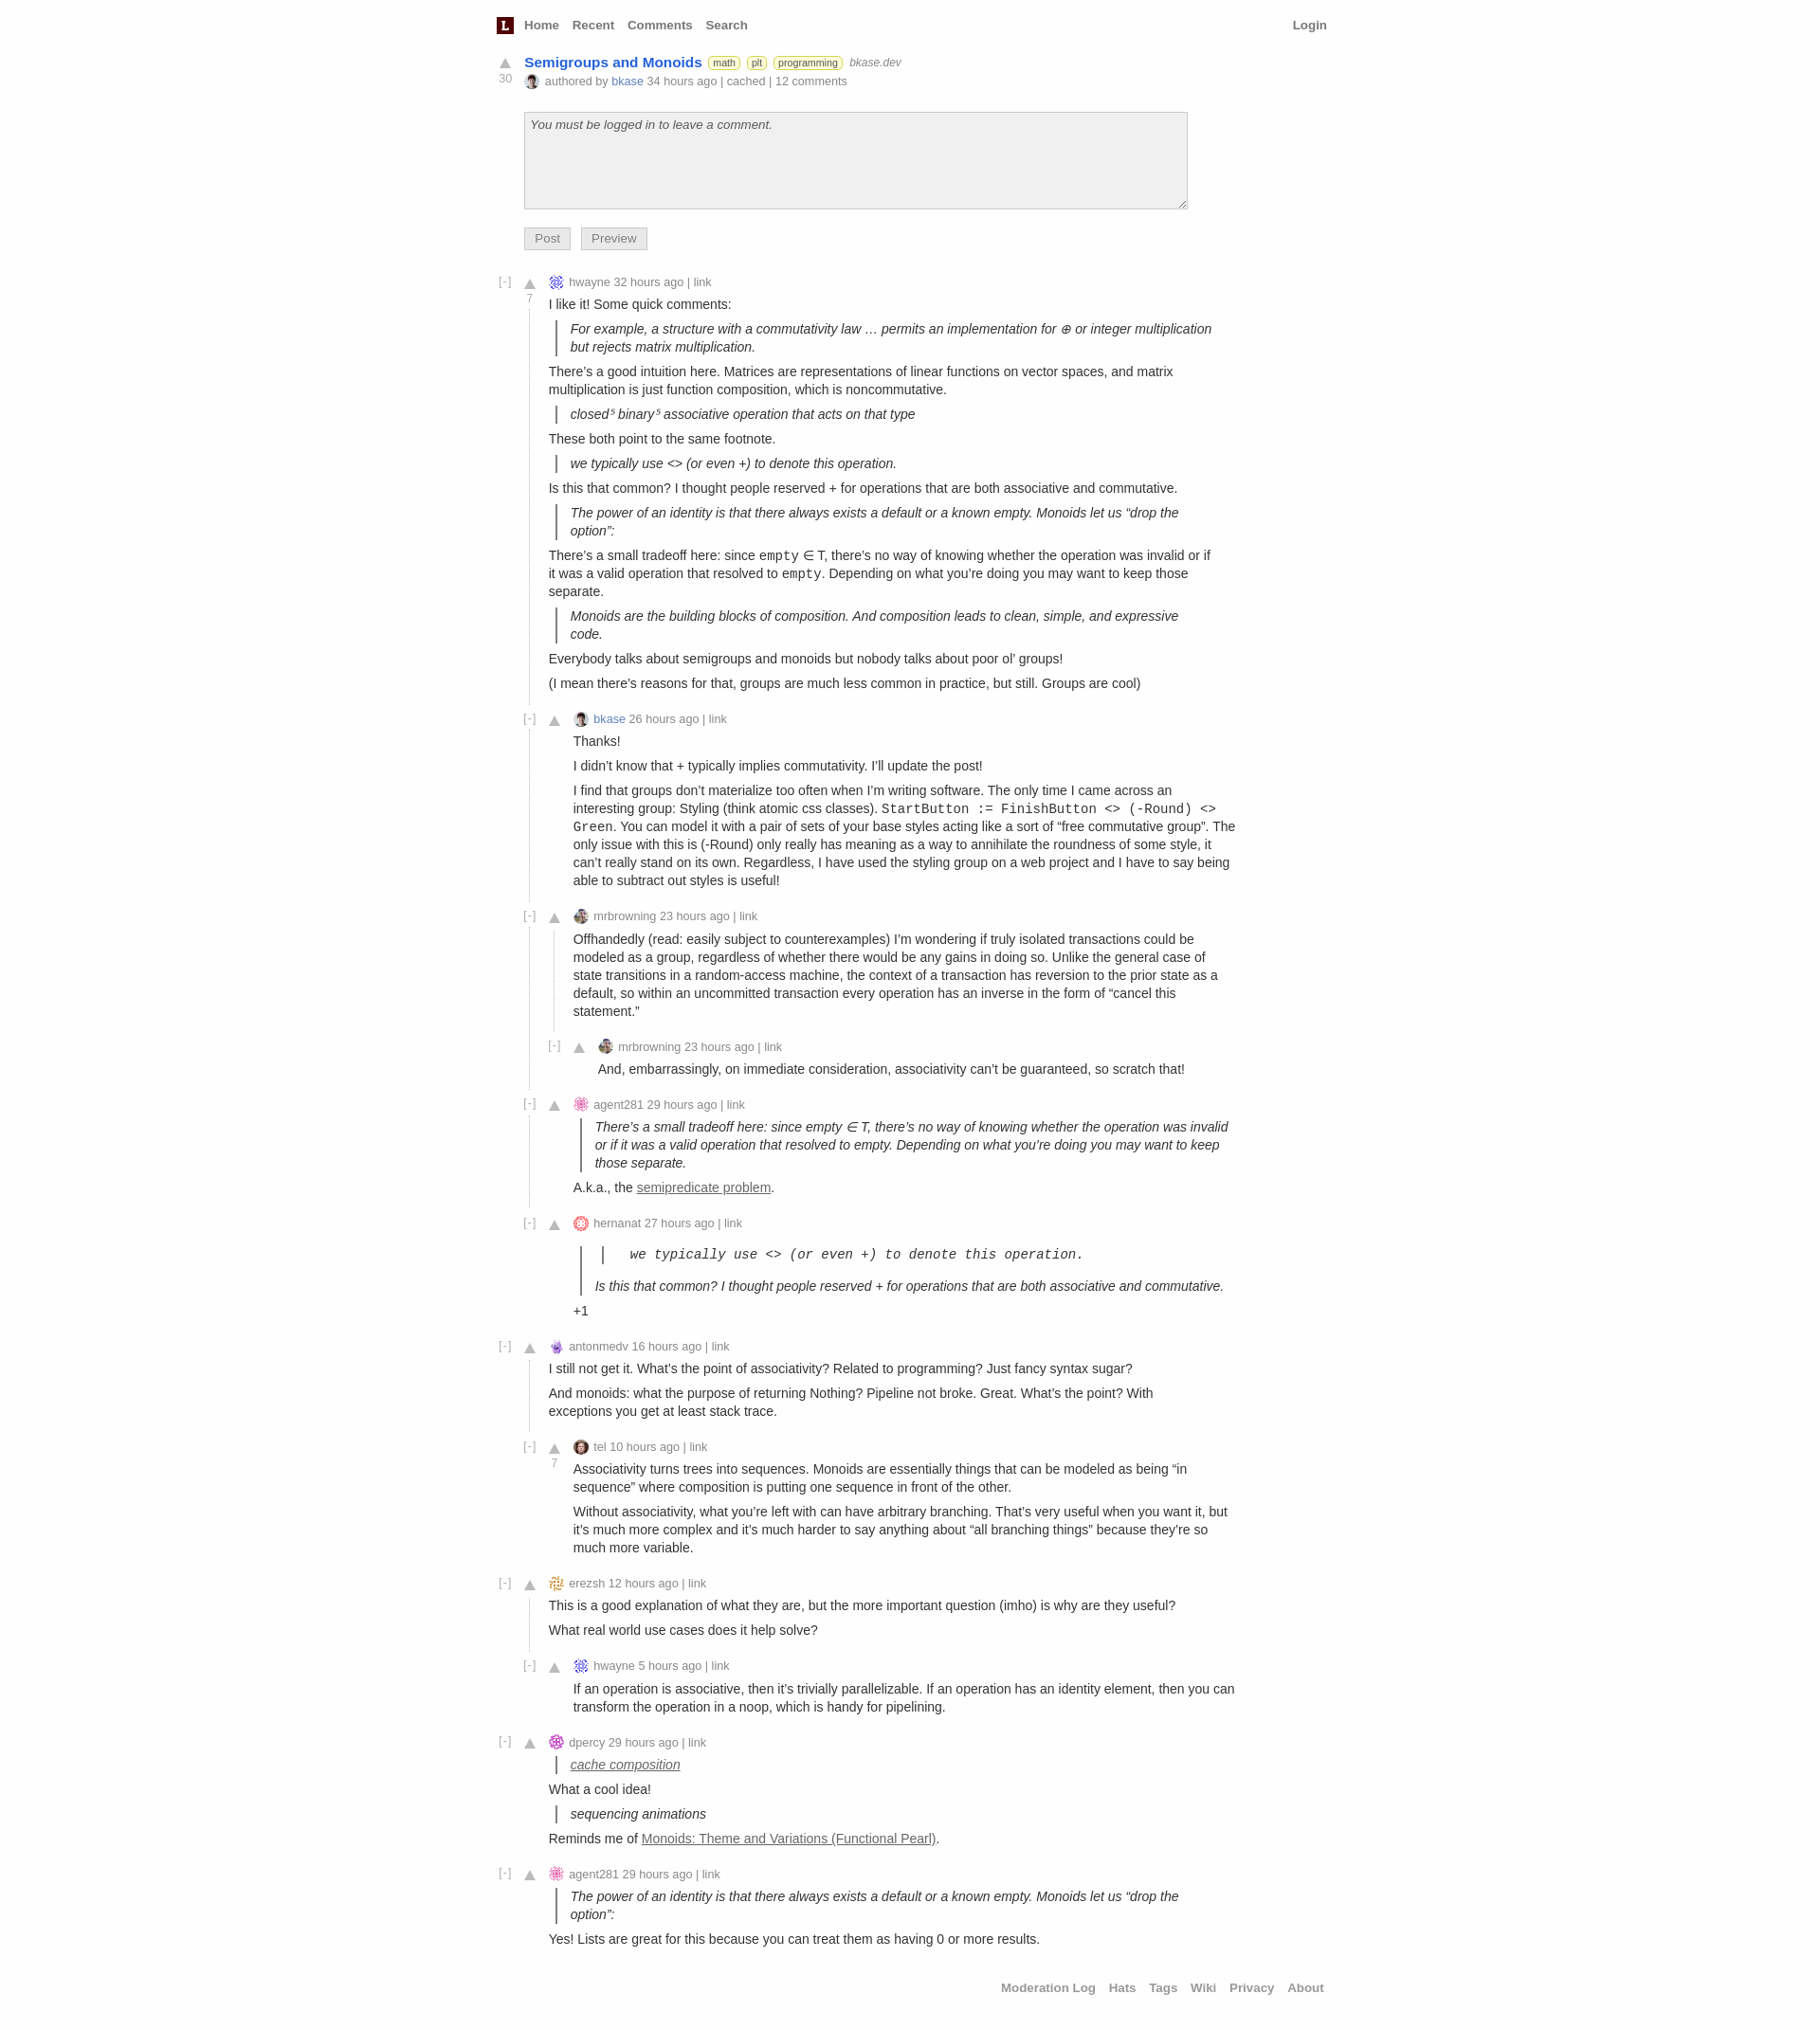 L Home Recent Comments Search Login
Semigroups and Monoids math plt programming bkase.dev
30 authored by bkase 34 hours ago | cached | 12 comments
You must be logged in to leave a comment.
Post Preview
[-] hwayne 32 hours ago | link
7
I like it! Some quick comments:
For example, a structure with a commutativity law … permits an implementation for ⊕ or integer multiplication
but rejects matrix multiplication.
There’s a good intuition here. Matrices are representations of linear functions on vector spaces, and matrix
multiplication is just function composition, which is noncommutative.
closed⁵ binary⁵ associative operation that acts on that type
These both point to the same footnote.
we typically use <> (or even +) to denote this operation.
Is this that common? I thought people reserved + for operations that are both associative and commutative.
The power of an identity is that there always exists a default or a known empty. Monoids let us “drop the
option”:
There’s a small tradeoff here: since empty ∈ T, there’s no way of knowing whether the operation was invalid or if
it was a valid operation that resolved to empty. Depending on what you’re doing you may want to keep those
separate.
Monoids are the building blocks of composition. And composition leads to clean, simple, and expressive
code.
Everybody talks about semigroups and monoids but nobody talks about poor ol’ groups!
(I mean there’s reasons for that, groups are much less common in practice, but still. Groups are cool)
[-] bkase 26 hours ago | link
Thanks!
I didn’t know that + typically implies commutativity. I’ll update the post!
I find that groups don’t materialize too often when I’m writing software. The only time I came across an
interesting group: Styling (think atomic css classes). StartButton := FinishButton <> (-Round) <>
Green. You can model it with a pair of sets of your base styles acting like a sort of “free commutative group”. The
only issue with this is (-Round) only really has meaning as a way to annihilate the roundness of some style, it
can’t really stand on its own. Regardless, I have used the styling group on a web project and I have to say being
able to subtract out styles is useful!
[-] mrbrowning 23 hours ago | link
Offhandedly (read: easily subject to counterexamples) I’m wondering if truly isolated transactions could be
modeled as a group, regardless of whether there would be any gains in doing so. Unlike the general case of
state transitions in a random-access machine, the context of a transaction has reversion to the prior state as a
default, so within an uncommitted transaction every operation has an inverse in the form of “cancel this
statement.”
[-] mrbrowning 23 hours ago | link
And, embarrassingly, on immediate consideration, associativity can’t be guaranteed, so scratch that!
[-] agent281 29 hours ago | link
There’s a small tradeoff here: since empty ∈ T, there’s no way of knowing whether the operation was invalid
or if it was a valid operation that resolved to empty. Depending on what you’re doing you may want to keep
those separate.
A.k.a., the semipredicate problem.
[-] hernanat 27 hours ago | link
we typically use <> (or even +) to denote this operation.
Is this that common? I thought people reserved + for operations that are both associative and commutative.
+1
[-] antonmedv 16 hours ago | link
I still not get it. What’s the point of associativity? Related to programming? Just fancy syntax sugar?
And monoids: what the purpose of returning Nothing? Pipeline not broke. Great. What’s the point? With
exceptions you get at least stack trace.
[-] tel 10 hours ago | link
7
Associativity turns trees into sequences. Monoids are essentially things that can be modeled as being “in
sequence” where composition is putting one sequence in front of the other.
Without associativity, what you’re left with can have arbitrary branching. That’s very useful when you want it, but
it’s much more complex and it’s much harder to say anything about “all branching things” because they’re so
much more variable.
[-] erezsh 12 hours ago | link
This is a good explanation of what they are, but the more important question (imho) is why are they useful?
What real world use cases does it help solve?
[-] hwayne 5 hours ago | link
If an operation is associative, then it’s trivially parallelizable. If an operation has an identity element, then you can
transform the operation in a noop, which is handy for pipelining.
[-] dpercy 29 hours ago | link
cache composition
What a cool idea!
sequencing animations
Reminds me of Monoids: Theme and Variations (Functional Pearl).
[-] agent281 29 hours ago | link
The power of an identity is that there always exists a default or a known empty. Monoids let us “drop the
option”:
Yes! Lists are great for this because you can treat them as having 0 or more results.
Moderation Log Hats Tags Wiki Privacy About